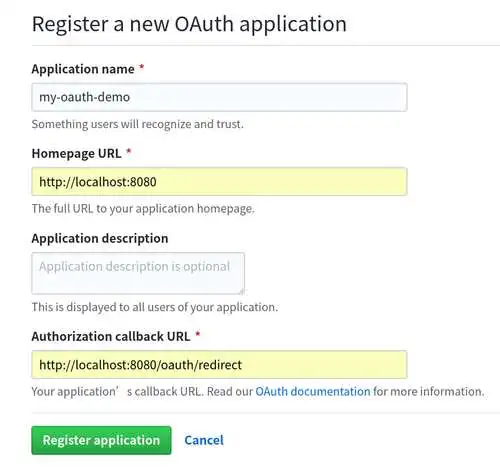 Register a new OAuth application
Application name *
my-oauth-demo
Something users will recognize and trust.
Homepage URL *
http://localhost:8080
The full URL to your application homepage.
Application description
Application description is optional
This is displayed to all users of your application.
Authorization callback URL *
http://localhost:8080/oauth/redirect
Your application’s callback URL. Read our OAuth documentation for more information.
Register application Cancel